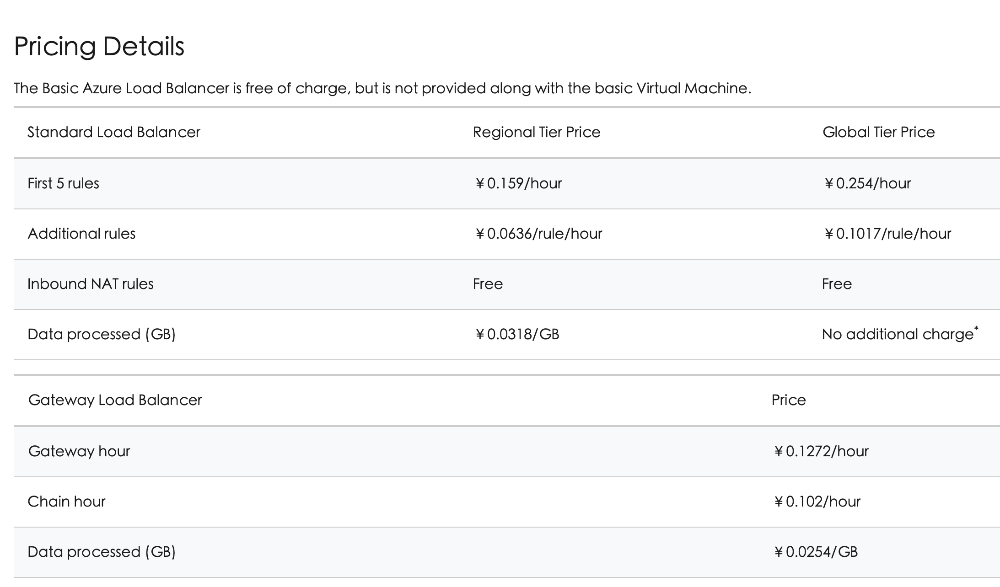 Pricing Details
The Basic Azure Load Balancer is free of charge, but is not provided along with the basic Virtual Machine.
Standard Load Balancer Regional Tier Price Global Tier Price
First 5 rules ¥ 0.159/hour ¥ 0.254/hour
Additional rules ¥ 0.0636/rule/hour ¥ 0.1017/rule/hour
Inbound NAT rules Free Free
Data processed (GB) ¥ 0.0318/GB No additional charge*
Gateway Load Balancer Price
Gateway hour ¥ 0.1272/hour
Chain hour ¥ 0.102/hour
Data processed (GB) ¥ 0.0254/GB